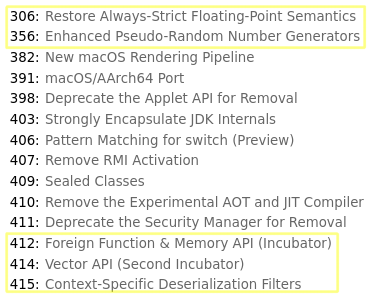 306: Restore Always-Strict Floating-Point Semantics
356: Enhanced Pseudo-Random Number Generators
382: New macOS Rendering Pipeline
391: macOS/AArch64 Port
398: Deprecate the Applet API for Removal
403: Strongly Encapsulate JDK Internals
406: Pattern Matching for switch (Preview)
407: Remove RMI Activation
409: Sealed Classes
410: Remove the Experimental AOT and JIT Compiler
411: Deprecate the Security Manager for Removal
412: Foreign Function & Memory API (Incubator)
414: Vector API (Second Incubator)
415: Context-Specific Deserialization Filters